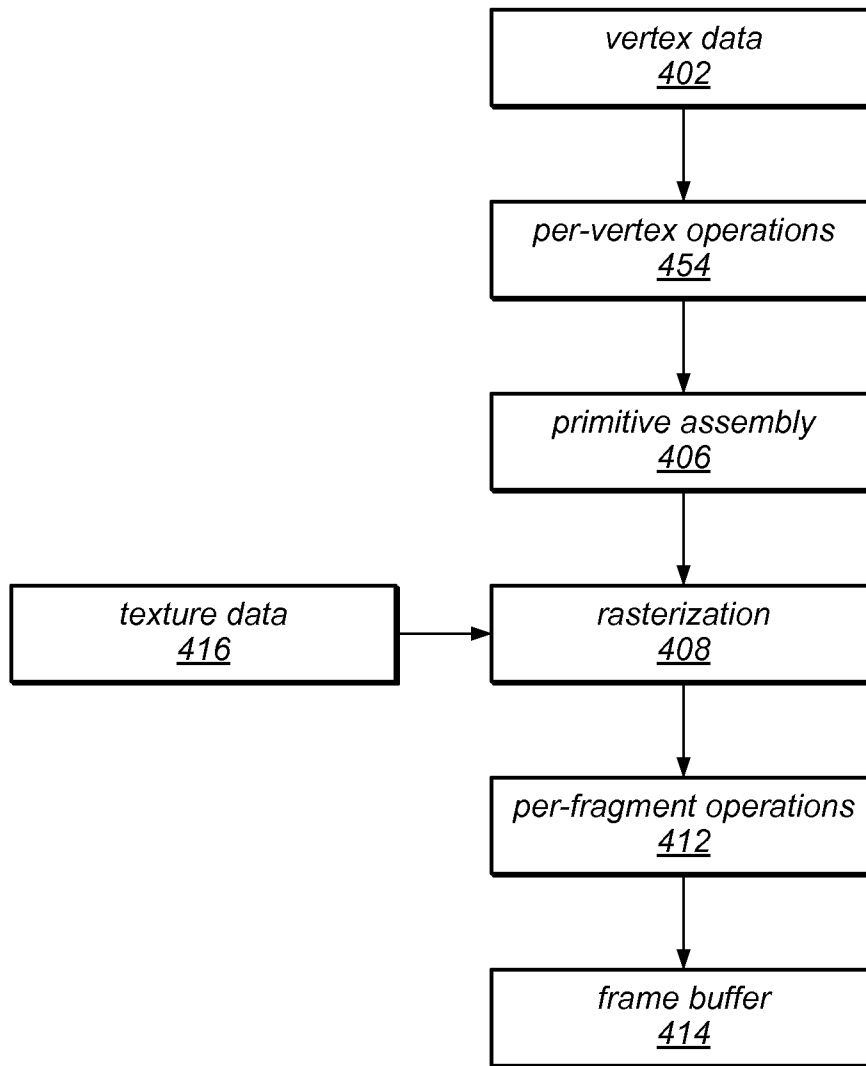 vertex data
402
per-vertex operations
454
primitive assembly
406
texture data
416
rasterization
408
per-fragment operations
412
frame buffer
414